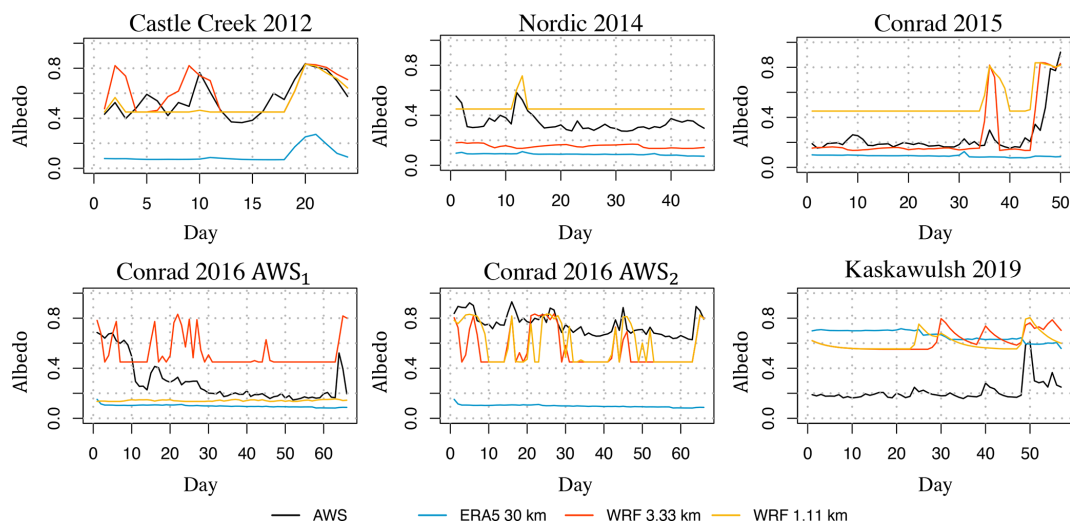 Castle Creek 2012
Albedo
0.0 0.4 0.8
0 5 10 15 20
Day
Nordic 2014
Albedo
0.0 0.4 0.8
0 10 20 30 40
Day
Conrad 2015
Albedo
0.0 0.4 0.8
0 10 20 30 40 50
Day
Conrad 2016 AWS1
Albedo
0.0 0.4 0.8
0 10 20 30 40 50 60
Day
Conrad 2016 AWS2
Albedo
0.0 0.4 0.8
0 10 20 30 40 50 60
Day
Kaskawulsh 2019
Albedo
0.0 0.4 0.8
0 10 20 30 40 50
Day
AWS ERA5 30 km WRF 3.33 km WRF 1.11 km